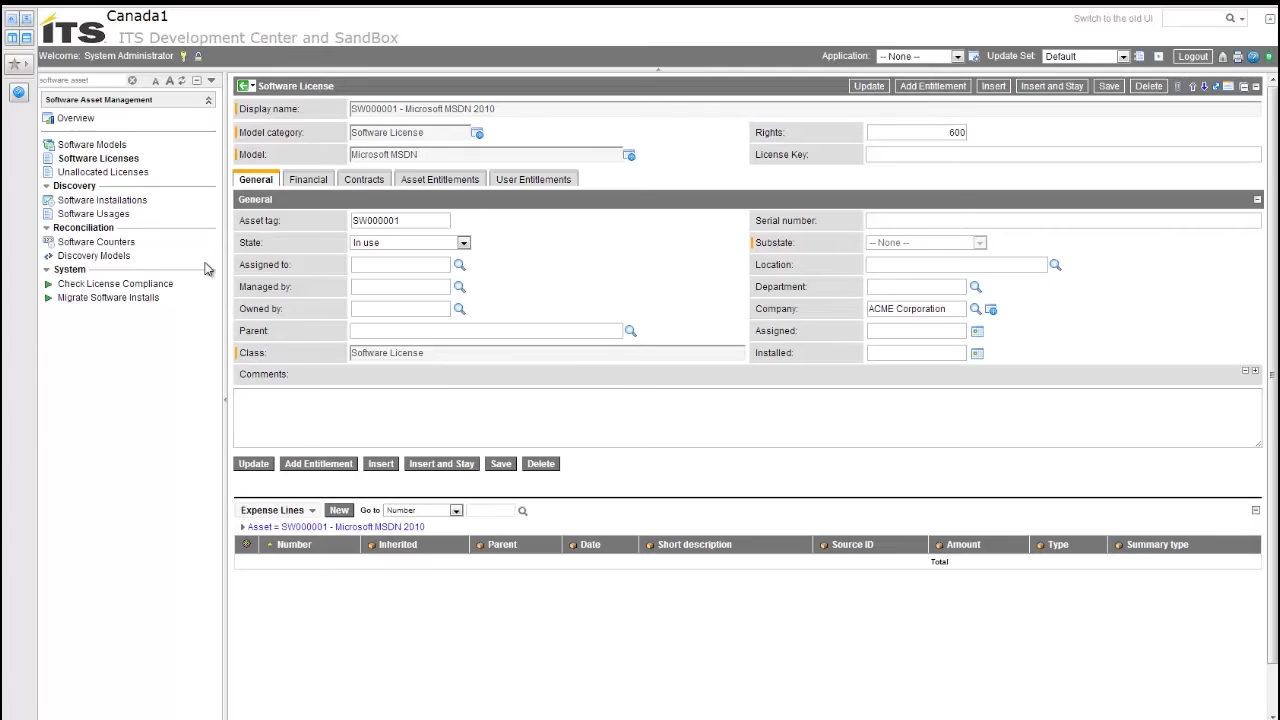 Canada1
ITS
ITS Development Center and SandBox
Switch to the old UI
Welcome: System Administrator
Application: -- None -- Update Set: Default Logout
software asset A A
Software Asset Management
Overview
Software Models
Software Licenses
Unallocated Licenses
Discovery
Software Installations
Software Usages
Reconciliation
Software Counters
Discovery Models
System
Check License Compliance
Migrate Software Installs
Software License Update Add Entitlement Insert Insert and Stay Save Delete
Display name: SW000001 - Microsoft MSDN 2010
Model category: Software License Rights: 600
Model: Microsoft MSDN License Key:
General Financial Contracts Asset Entitlements User Entitlements
General
Asset tag: SW000001 Serial number:
State: In use Substate: -- None --
Assigned to: Location:
Managed by: Department:
Owned by: Company: ACME Corporation
Parent: Assigned:
Class: Software License Installed:
Comments:
Update Add Entitlement Insert Insert and Stay Save Delete
Expense Lines New Go to Number
Asset = SW000001 - Microsoft MSDN 2010
Number Inherited Parent Date Short description Source ID Amount Type Summary type
Total